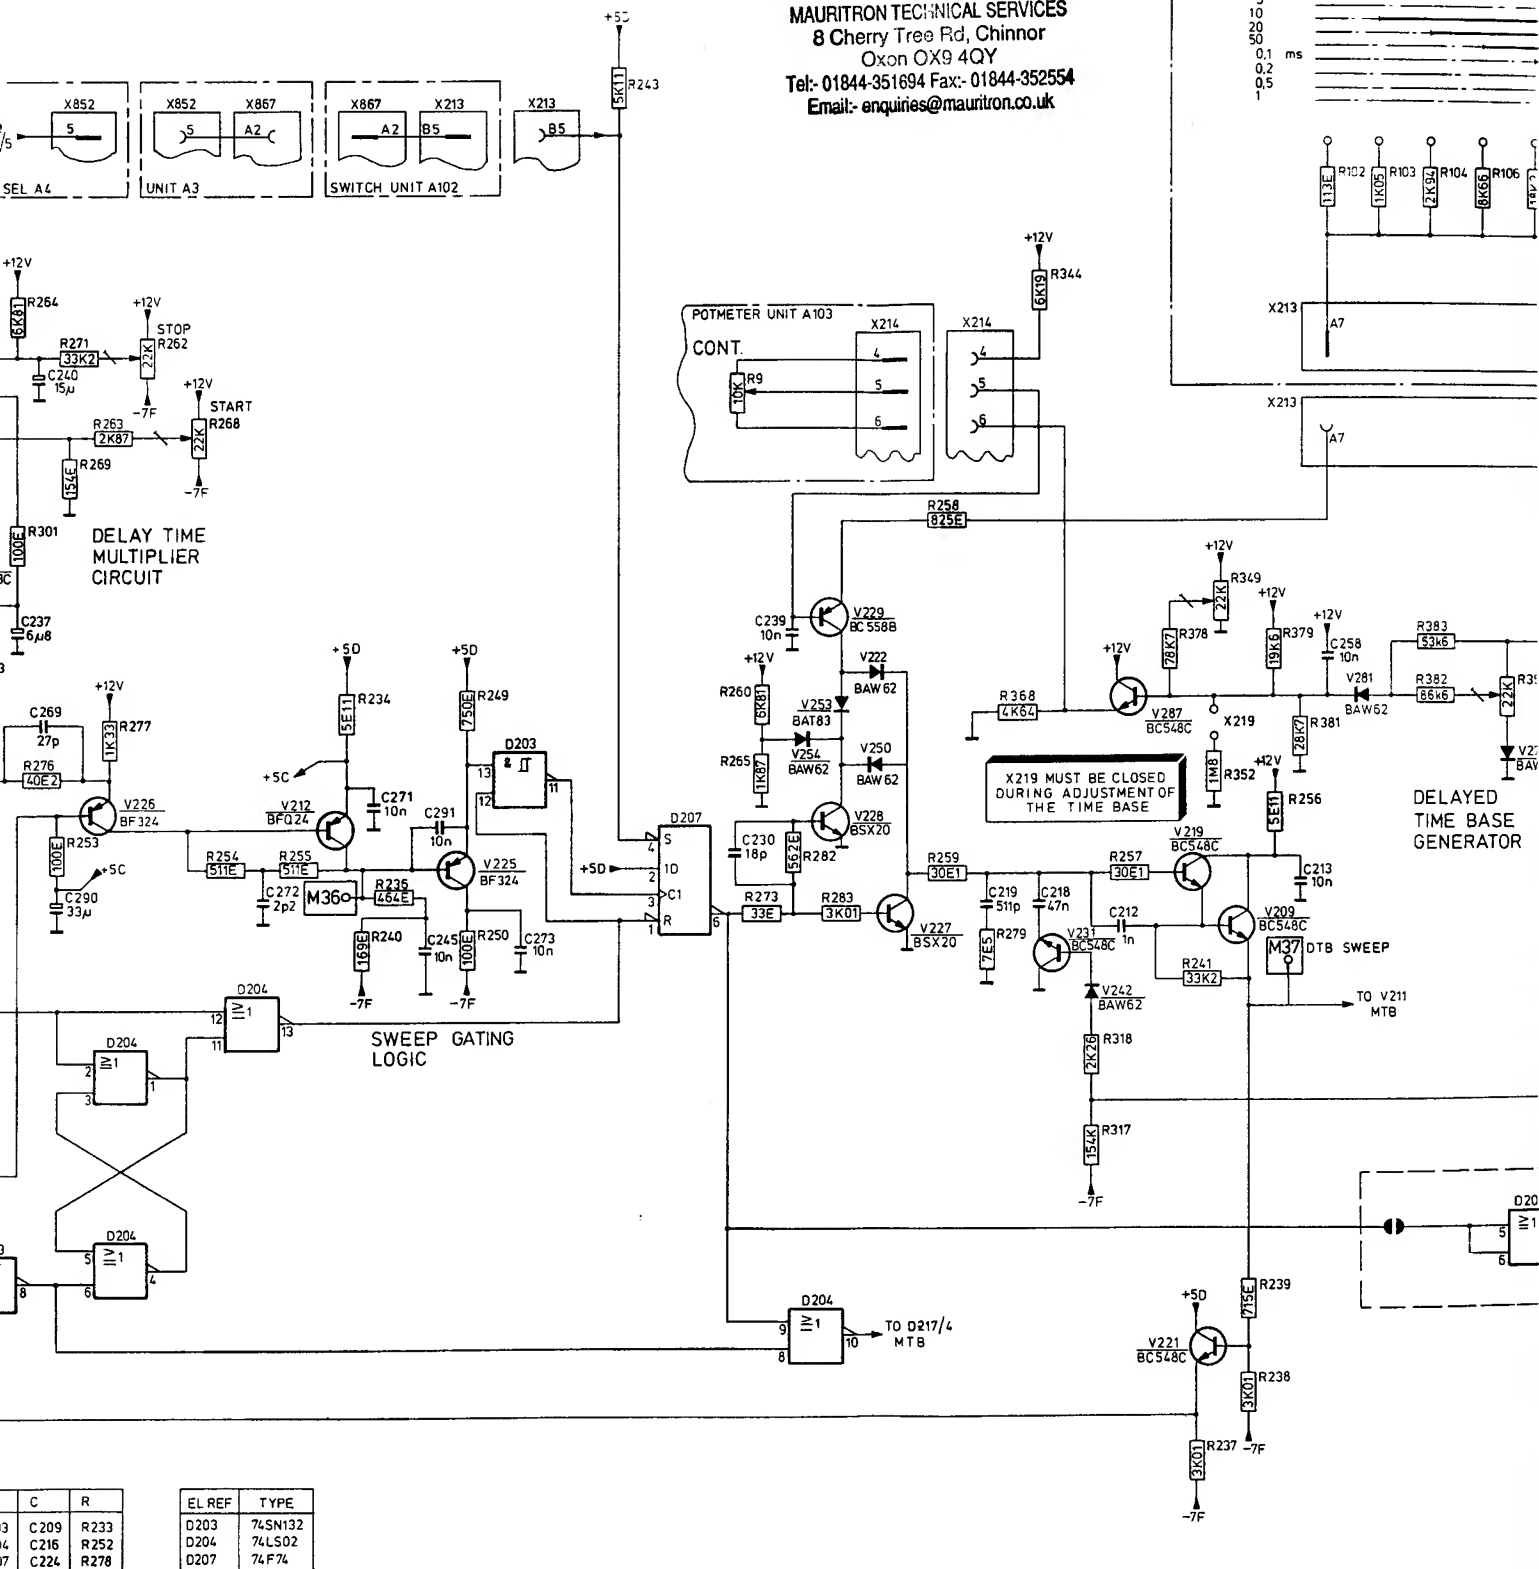 MAURITRON TECHNICAL SERVICES
8 Cherry Tree Rd, Chinnor
Oxon OX9 4QY
Tel:- 01844-351694 Fax:- 01844-352554
Email:- enquiries@mauritron.co.uk
10
20
50
0,1 ms
0,2
0,5
1
5K11 R243
X852
5
SEL A4
X852 X867
5 A2
UNIT A3
X867 X213
A2 B5
SWITCH UNIT A102
X213
B5
R102 R103 R104 R106
113E 1K05 2K94 8K66
+12V
R264
6K81
R271
33K2
C240
15μ
+12V
STOP
R262
22K
-7F
+12V
START
R268
22K
-7F
R263
2K87
R269
154E
R301
100E
C237
6μ8
DELAY TIME
MULTIPLIER
CIRCUIT
+12V
R344
6K19
POTMETER UNIT A103
CONT.
R9
10K
X214
4
5
6
X214
4
5
6
X213
A7
X213
A7
R258
825E
C239
10n
V229
BC558B
V222
BAW62
+12V
R260
6K81
V253
BAT83
V254
BAW62
V250
BAW62
R265
1K87
V228
BSX20
C230
18p
R282
562E
R368
4K64
+12V
V287
BC548C
+12V
R349
22K
R378
78K7
+12V
R379
19K6
+12V
C258
10n
X219
R381
28K7
V281
BAW62
R383
53k6
R382
86k6
22K
R352
1M8
X219 MUST BE CLOSED
DURING ADJUSTMENT OF
THE TIME BASE
DELAYED
TIME BASE
GENERATOR
C269
27p
R276
40E2
+12V
R277
1K33
V226
BF324
R253
100E
+5C
C290
33μ
+5D
R234
5E11
+5C
V212
BFQ24
C271
10n
R254
511E
R255
511E
C272
2p2
M36
R236
464E
R240
169E
-7F
C245
10n
C291
10n
+5D
R249
750E
V225
BF324
R250
100E
-7F
C273
10n
D203
&
13
12
11
D207
S
1D
C1
R
4
2
3
1
6
+5D
R273
33E
R283
3K01
V227
BSX20
R259
30E1
C219
511p
R279
7E5
C218
47n
V231
BC548C
R257
30E1
C212
1n
V219
BC548C
+12V
R256
5E11
C213
10n
V209
BC548C
R241
33K2
M37 DTB SWEEP
TO V211
MTB
V242
BAW62
R318
2K26
R317
154K
-7F
D204
≥1
12
11
13
SWEEP GATING
LOGIC
D204
≥1
2
3
1
D204
≥1
5
6
4
8
D204
≥1
9
8
10
TO D217/4
MTB
≥1
5
6
R239
715E
+5D
V221
BC548C
R238
3K01
-7F
R237
3K01
-7F
C R
C209 R233
C216 R252
C224 R278
EL REF TYPE
D203 74SN132
D204 74LS02
D207 74F74